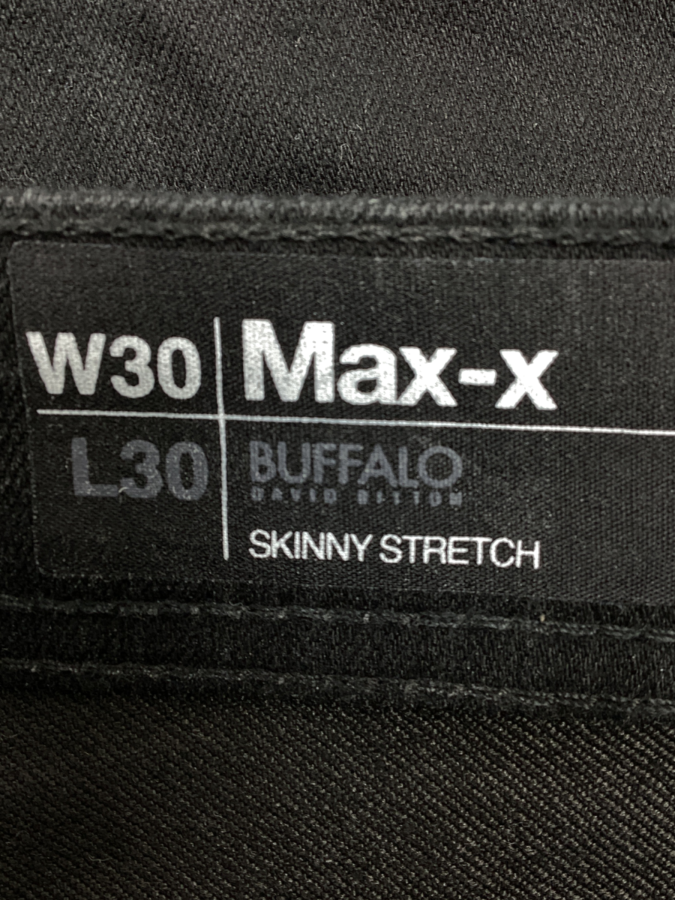 W30 Max-x
L30 BUFFALO
DAVID BITTON
SKINNY STRETCH